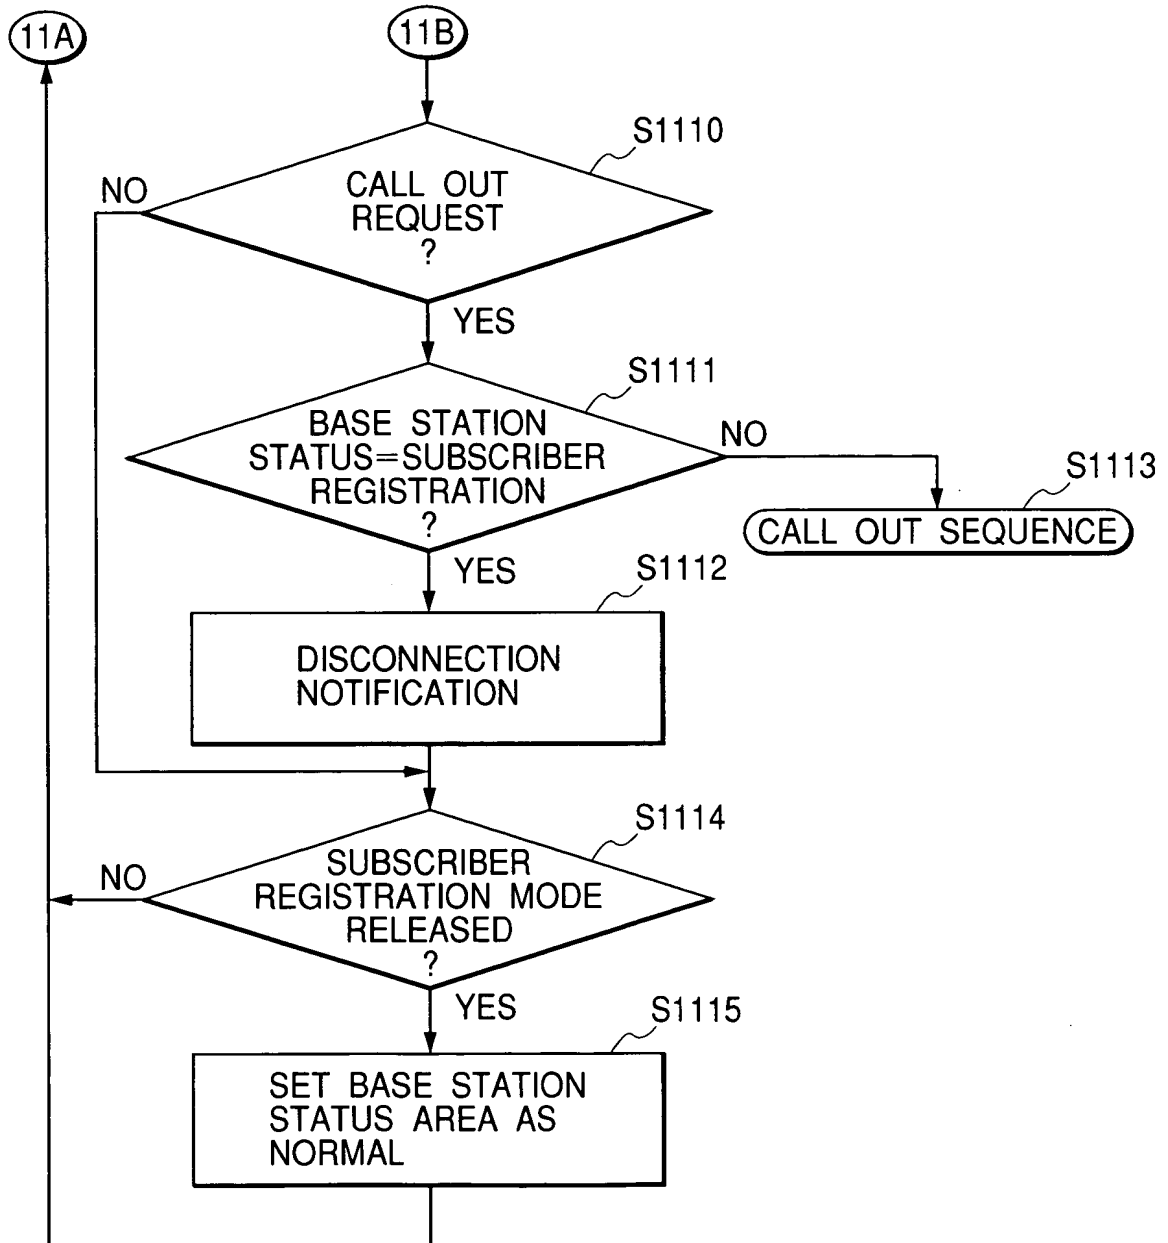 11A
11B
S1110
NO
CALL OUT
REQUEST
?
YES
S1111
BASE STATION
STATUS=SUBSCRIBER
REGISTRATION
?
NO
S1113
CALL OUT SEQUENCE
YES
S1112
DISCONNECTION
NOTIFICATION
S1114
NO
SUBSCRIBER
REGISTRATION MODE
RELEASED
?
YES
S1115
SET BASE STATION
STATUS AREA AS
NORMAL